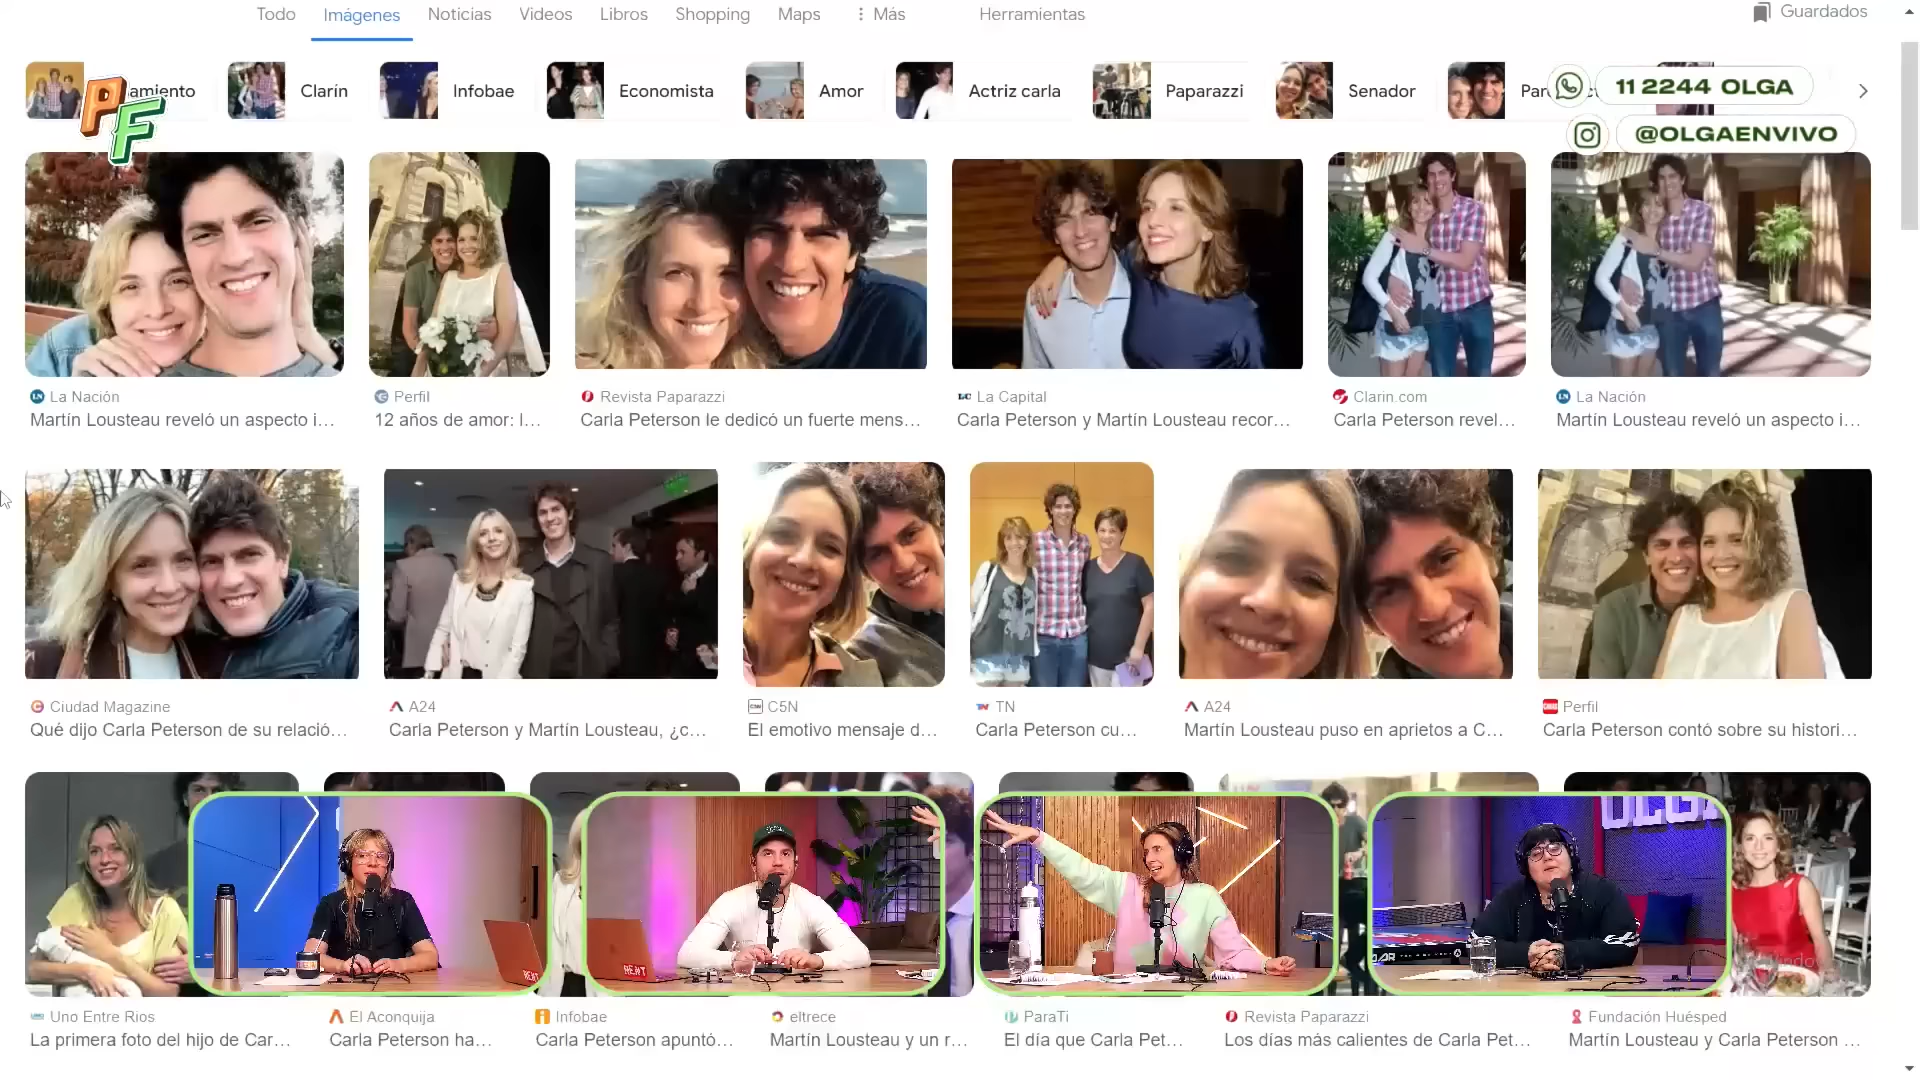 Todo
Imágenes
Noticias
Videos
Libros
Shopping
Maps
Más
Herramientas
Guardados
amiento
Clarín
Infobae
Economista
Amor
Actriz carla
Paparazzi
Senador
PF
11 2244 OLGA
@OLGAENVIVO
La Nación
Martín Lousteau reveló un aspecto i...
Perfil
12 años de amor: l...
Revista Paparazzi
Carla Peterson le dedicó un fuerte mens...
La Capital
Carla Peterson y Martín Lousteau recor...
Clarin.com
Carla Peterson revel...
La Nación
Martín Lousteau reveló un aspecto i...
Ciudad Magazine
Qué dijo Carla Peterson de su relació...
A24
Carla Peterson y Martín Lousteau, ¿c...
C5N
El emotivo mensaje d...
TN
Carla Peterson cu...
A24
Martín Lousteau puso en aprietos a C...
Perfil
Carla Peterson contó sobre su histori...
OLGA
RENT
RENT
Uno Entre Rios
La primera foto del hijo de Car...
El Aconquija
Carla Peterson ha...
Infobae
Carla Peterson apuntó...
eltrece
Martín Lousteau y un r...
ParaTi
El día que Carla Pet...
Revista Paparazzi
Los días más calientes de Carla Pet...
Fundación Huésped
Martín Lousteau y Carla Peterson ...